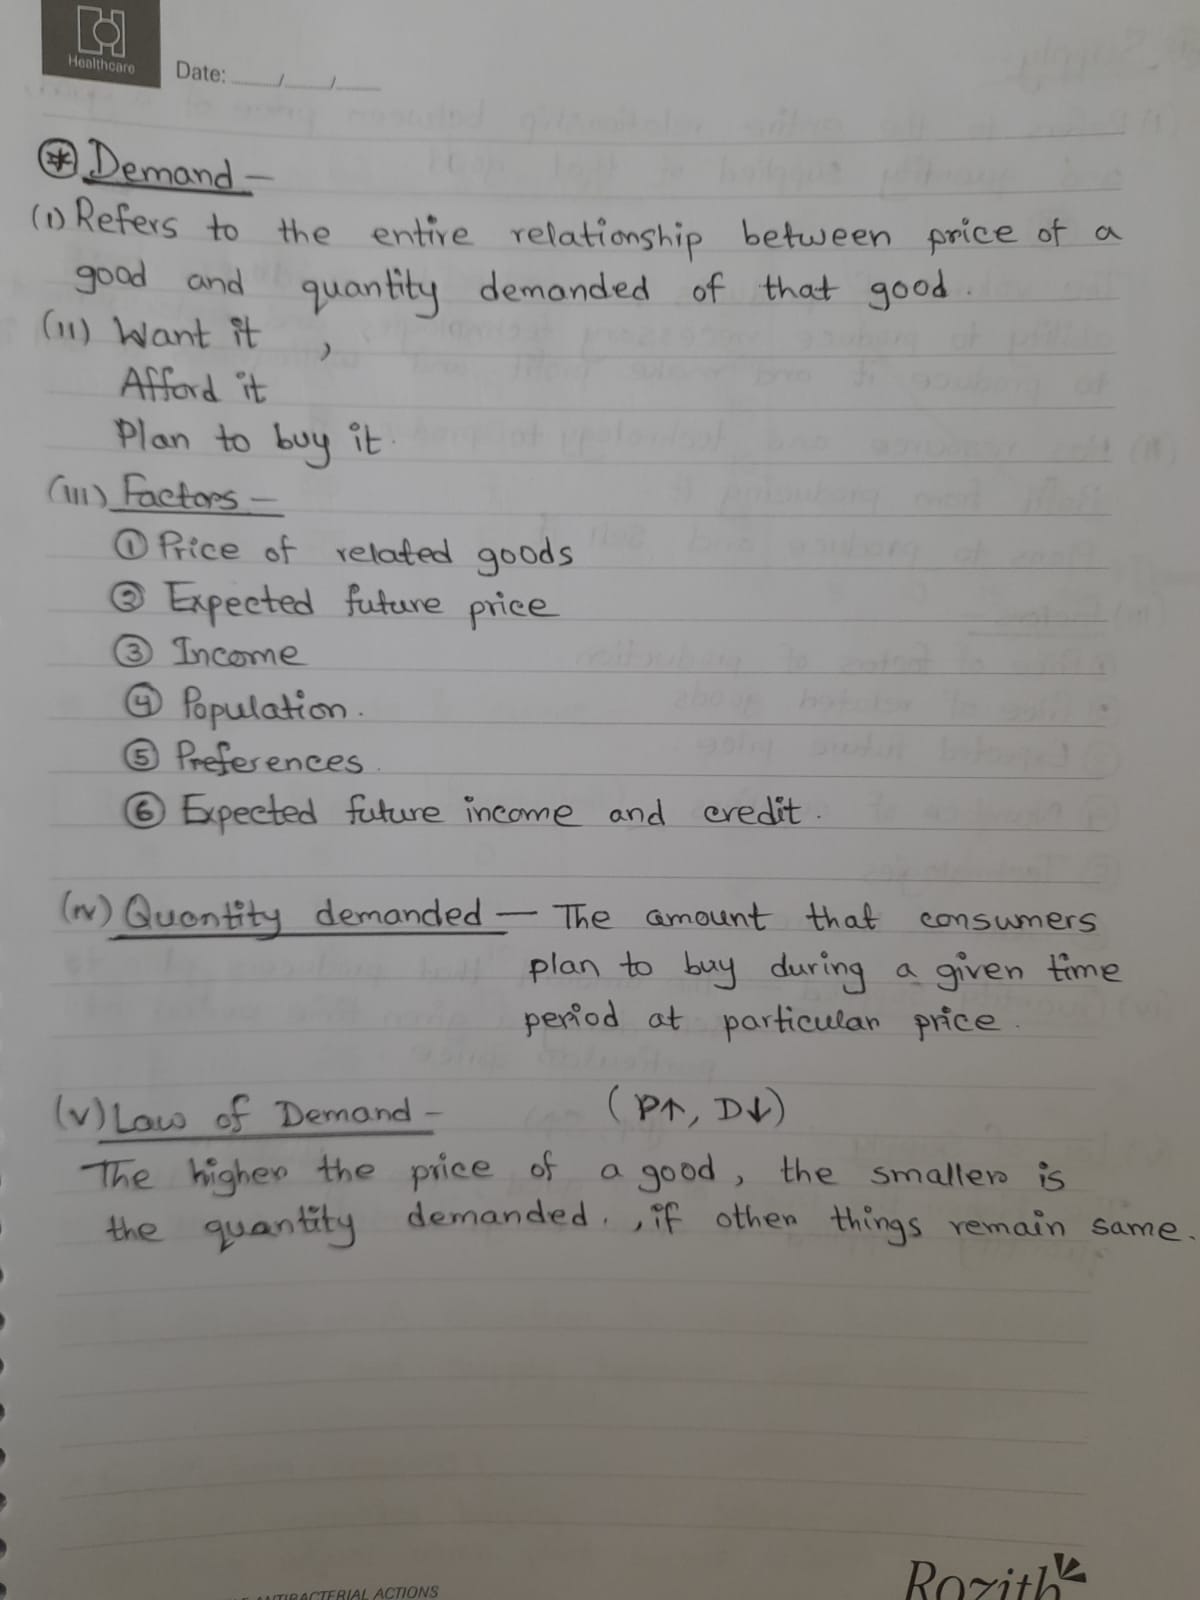 Healthcare
Date: ___/___/___
⊛ Demand –
(i) Refers to the entire relationship between price of a
good and quantity demanded of that good.
(ii) Want it ,
Afford it
Plan to buy it.
(iii) Factors –
① Price of related goods
② Expected future price
③ Income
④ Population.
⑤ Preferences.
⑥ Expected future income and credit.
(iv) Quantity demanded – The amount that consumers
plan to buy during a given time
period at particular price.
(v) Law of Demand – (P↑, D↓)
The higher the price of a good, the smaller is
the quantity demanded. , if other things remain same.
ANTIBACTERIAL ACTIONS
Rozith